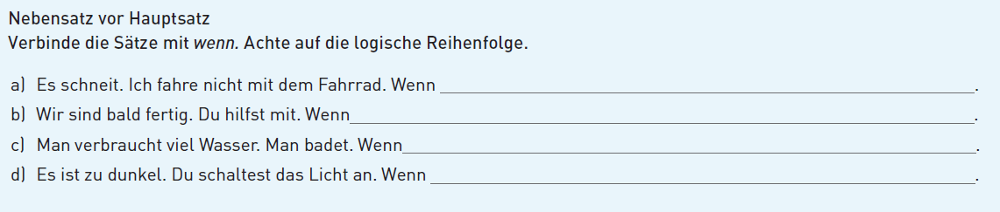 Nebensatz vor Hauptsatz
Verbinde die Sätze mit wenn. Achte auf die logische Reihenfolge.
a) Es schneit. Ich fahre nicht mit dem Fahrrad. Wenn ______________________________.
b) Wir sind bald fertig. Du hilfst mit. Wenn______________________________.
c) Man verbraucht viel Wasser. Man badet. Wenn______________________________.
d) Es ist zu dunkel. Du schaltest das Licht an. Wenn ______________________________.